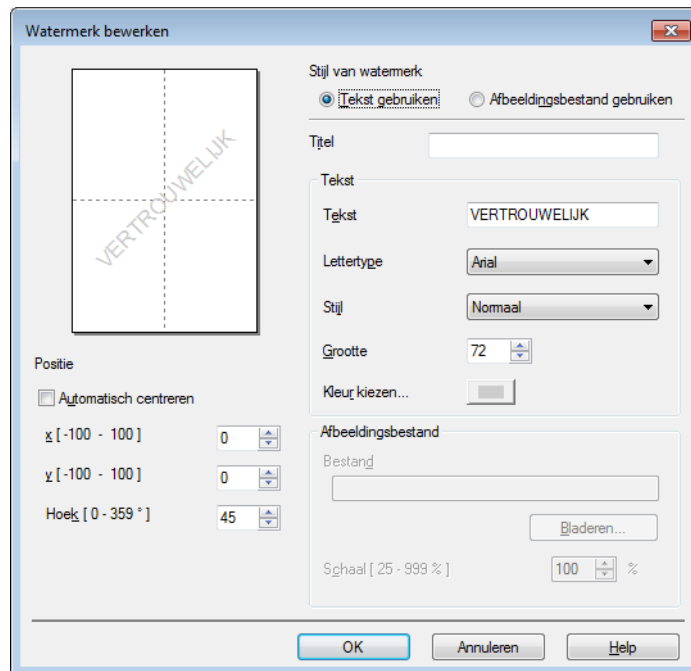 Watermerk bewerken
VERTROUWELIJK
Positie
Automatisch centreren
x [ -100 - 100 ] 0
y [ -100 - 100 ] 0
Hoek [ 0 - 359 ° ] 45
Stijl van watermerk
Tekst gebruiken Afbeeldingsbestand gebruiken
Titel
Tekst
Tekst VERTROUWELIJK
Lettertype Arial
Stijl Normaal
Grootte 72
Kleur kiezen...
Afbeeldingsbestand
Bestand
Bladeren...
Schaal [ 25 - 999 % ] 100 %
OK Annuleren Help